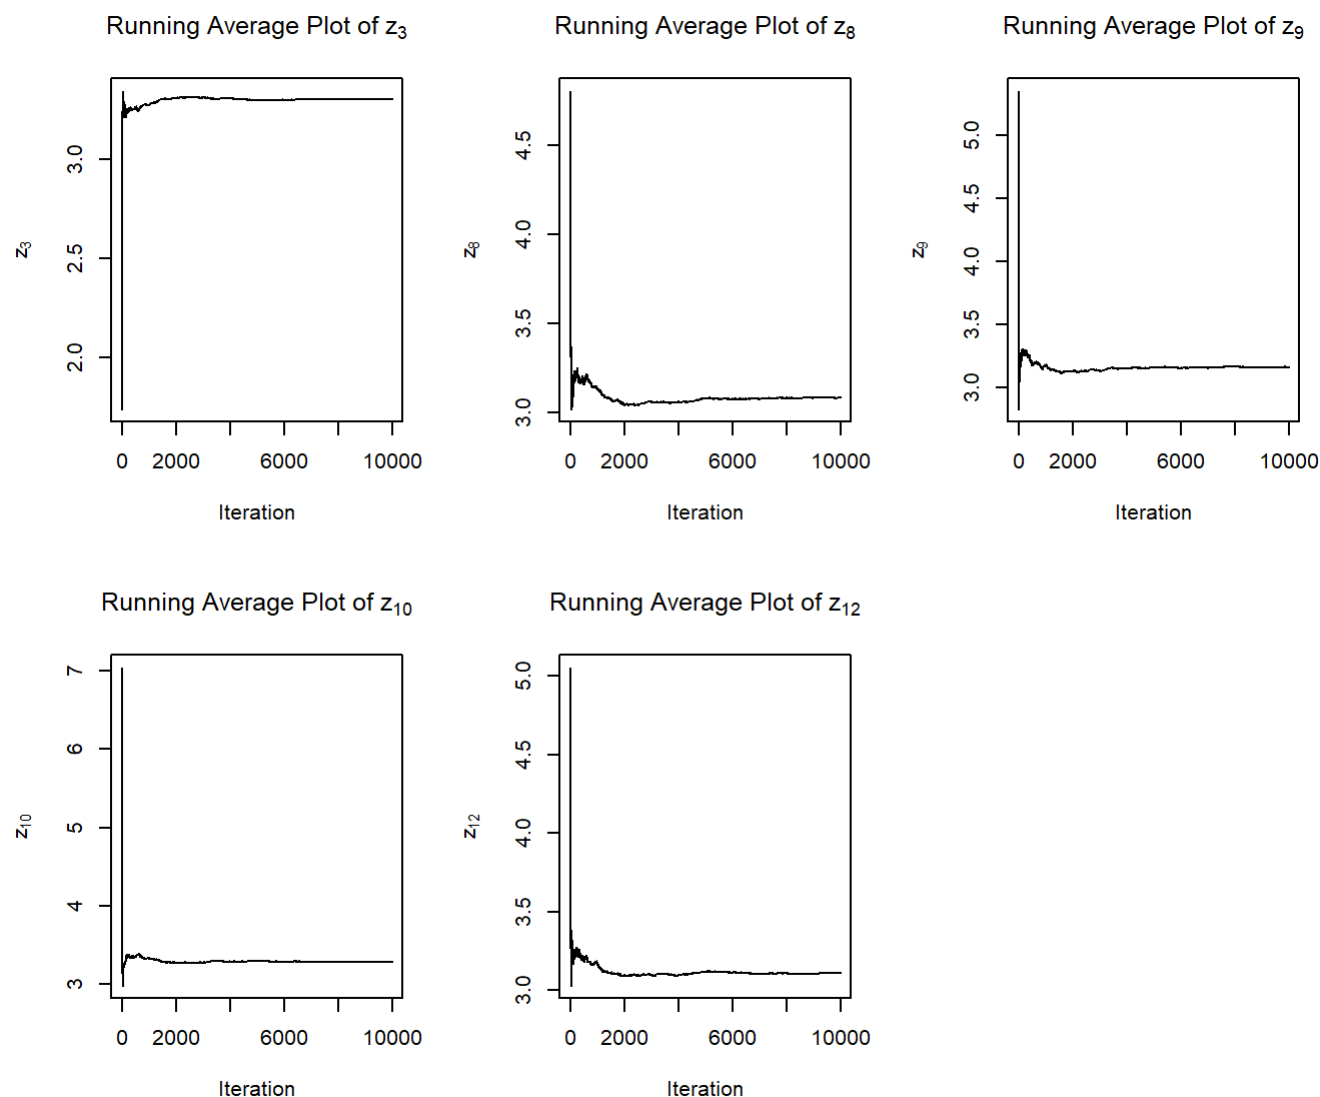 Running Average Plot of z3
Running Average Plot of z8
Running Average Plot of z9
z3
3.0
2.5
2.0
0 2000 6000 10000
Iteration
z8
4.5
4.0
3.5
3.0
0 2000 6000 10000
Iteration
z9
5.0
4.5
4.0
3.5
3.0
0 2000 6000 10000
Iteration
Running Average Plot of z10
Running Average Plot of z12
z10
7
6
5
4
3
0 2000 6000 10000
Iteration
z12
5.0
4.5
4.0
3.5
3.0
0 2000 6000 10000
Iteration